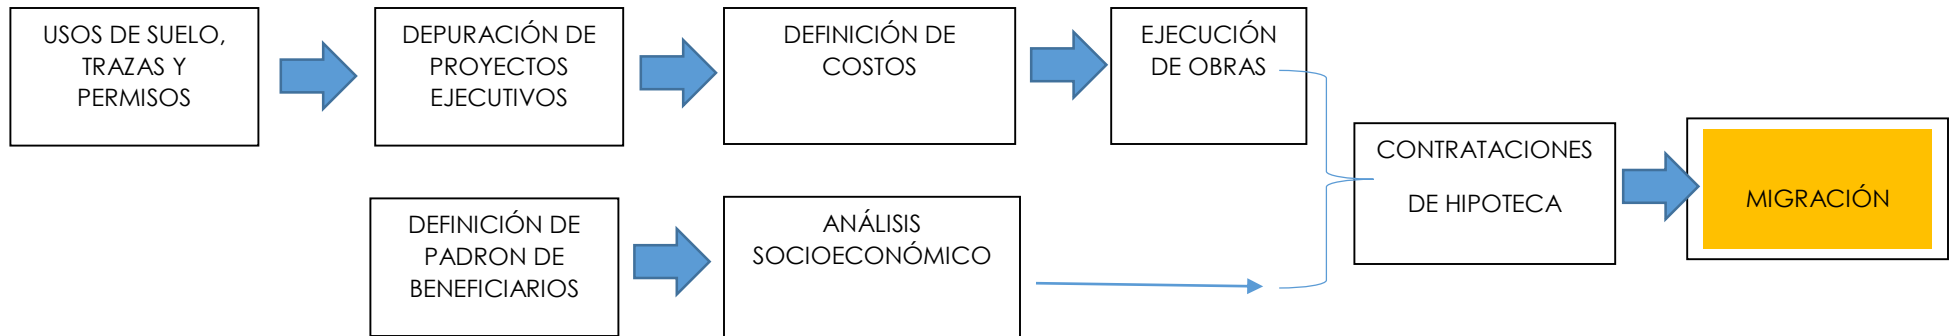 USOS DE SUELO,
TRAZAS Y
PERMISOS
DEPURACIÓN DE
PROYECTOS
EJECUTIVOS
DEFINICIÓN DE
COSTOS
EJECUCIÓN
DE OBRAS
DEFINICIÓN DE
PADRON DE
BENEFICIARIOS
ANÁLISIS
SOCIOECONÓMICO
CONTRATACIONES
DE HIPOTECA
MIGRACIÓN